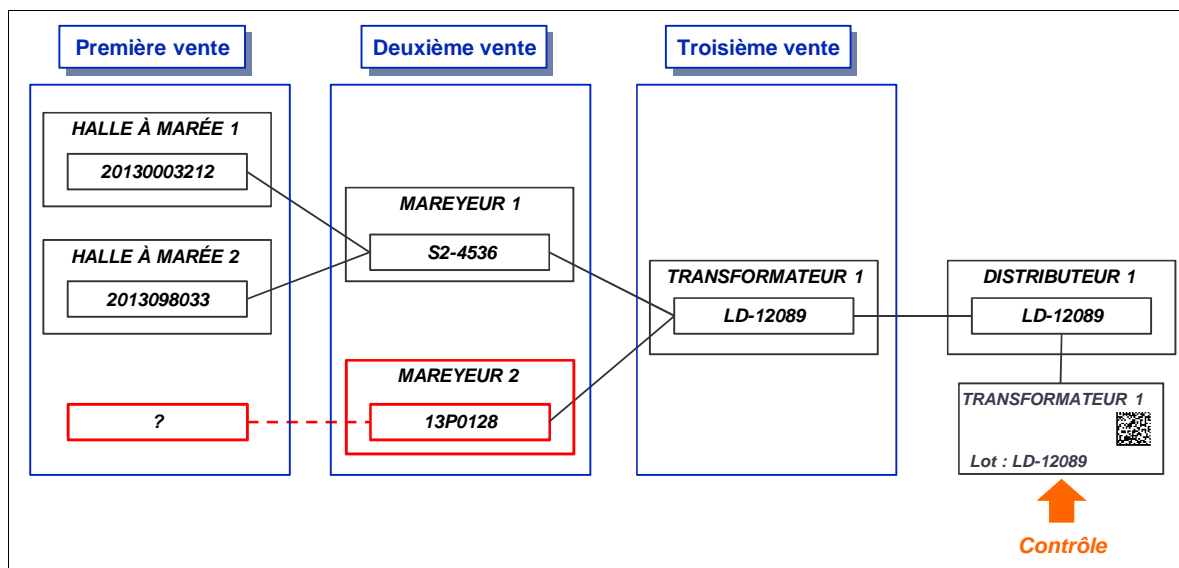 Première vente
Deuxième vente
Troisième vente
HALLE À MARÉE 1
20130003212
HALLE À MARÉE 2
2013098033
?
MAREYEUR 1
S2-4536
MAREYEUR 2
13P0128
TRANSFORMATEUR 1
LD-12089
DISTRIBUTEUR 1
LD-12089
TRANSFORMATEUR 1
Lot : LD-12089
Contrôle